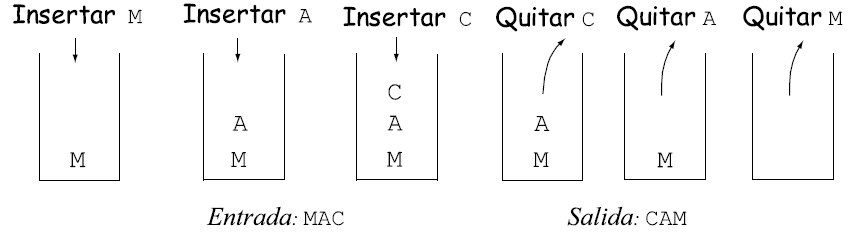 Insertar M
Insertar A
Insertar C
Quitar C
Quitar A
Quitar M
M
A
M
C
A
M
A
M
M
Entrada: MAC
Salida: CAM